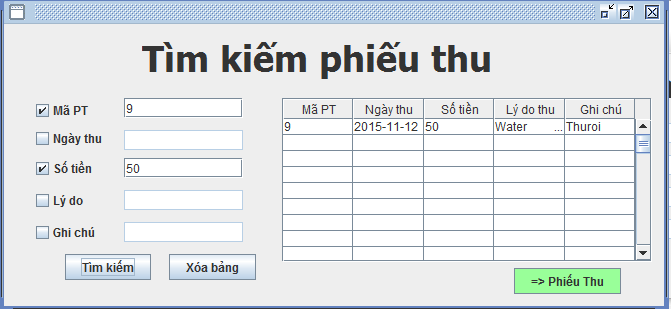 Tìm kiếm phiếu thu
Mã PT 9
Ngày thu
Số tiền 50
Lý do
Ghi chú
Tìm kiếm Xóa bảng
Mã PT Ngày thu Số tiền Lý do thu Ghi chú
9 2015-11-12 50 Water ... Thuroi
=> Phiếu Thu